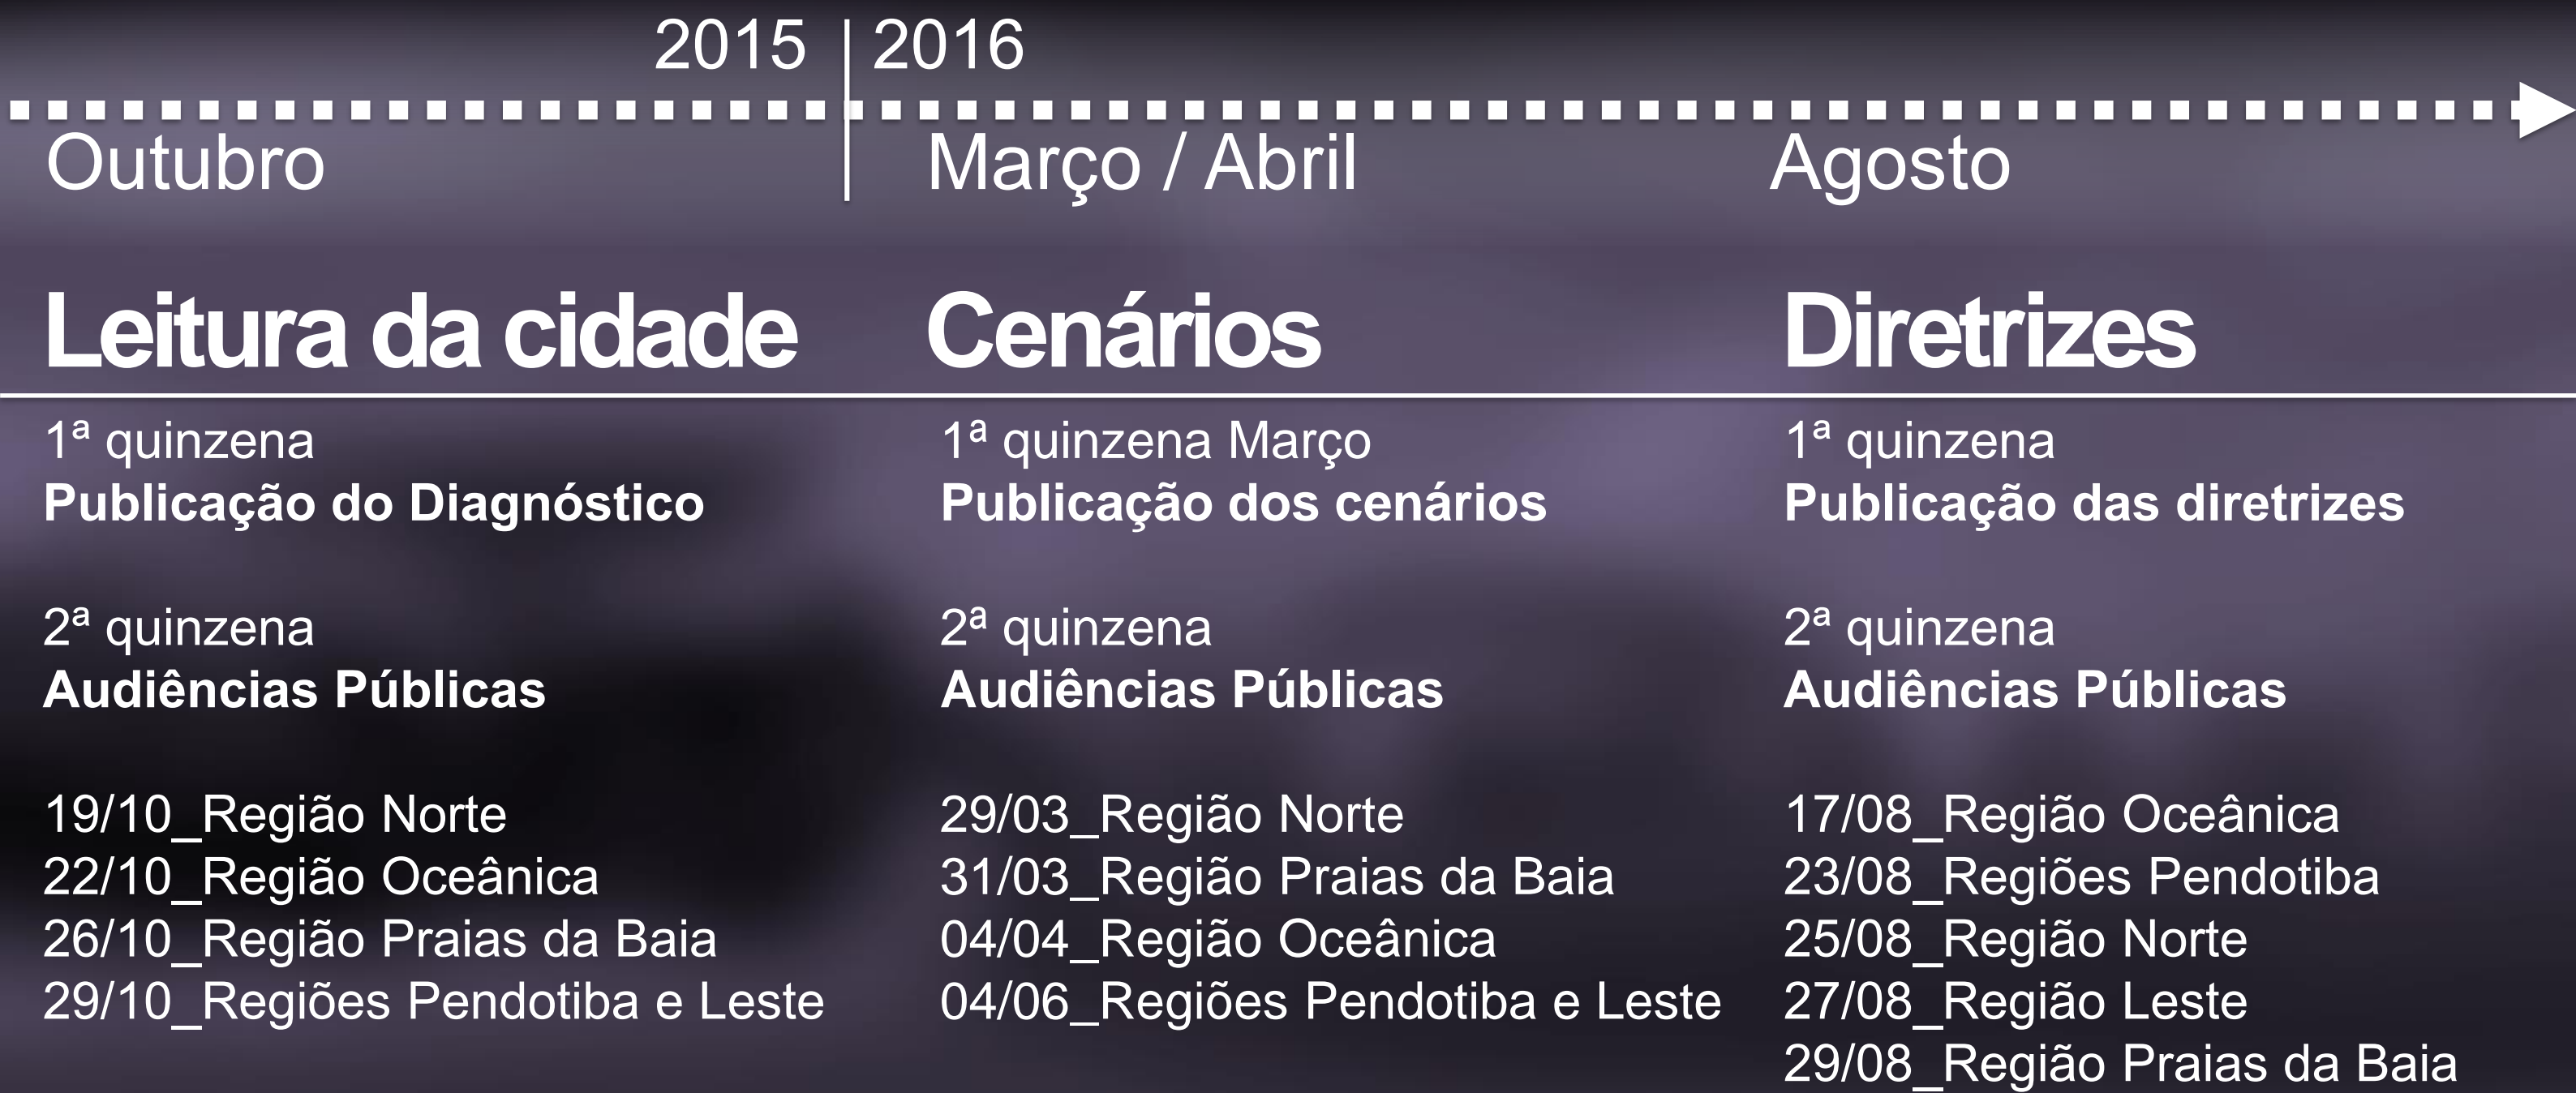 2015 2016
Outubro
Março / Abril
Agosto
Leitura da cidade
1ª quinzena
Publicação do Diagnóstico
2ª quinzena
Audiências Públicas
19/10_Região Norte
22/10_Região Oceânica
26/10_Região Praias da Baia
29/10_Regiões Pendotiba e Leste
Cenários
1ª quinzena Março
Publicação dos cenários
2ª quinzena
Audiências Públicas
29/03_Região Norte
31/03_Região Praias da Baia
04/04_Região Oceânica
04/06_Regiões Pendotiba e Leste
Diretrizes
1ª quinzena
Publicação das diretrizes
2ª quinzena
Audiências Públicas
17/08_Região Oceânica
23/08_Regiões Pendotiba
25/08_Região Norte
27/08_Região Leste
29/08_Região Praias da Baia